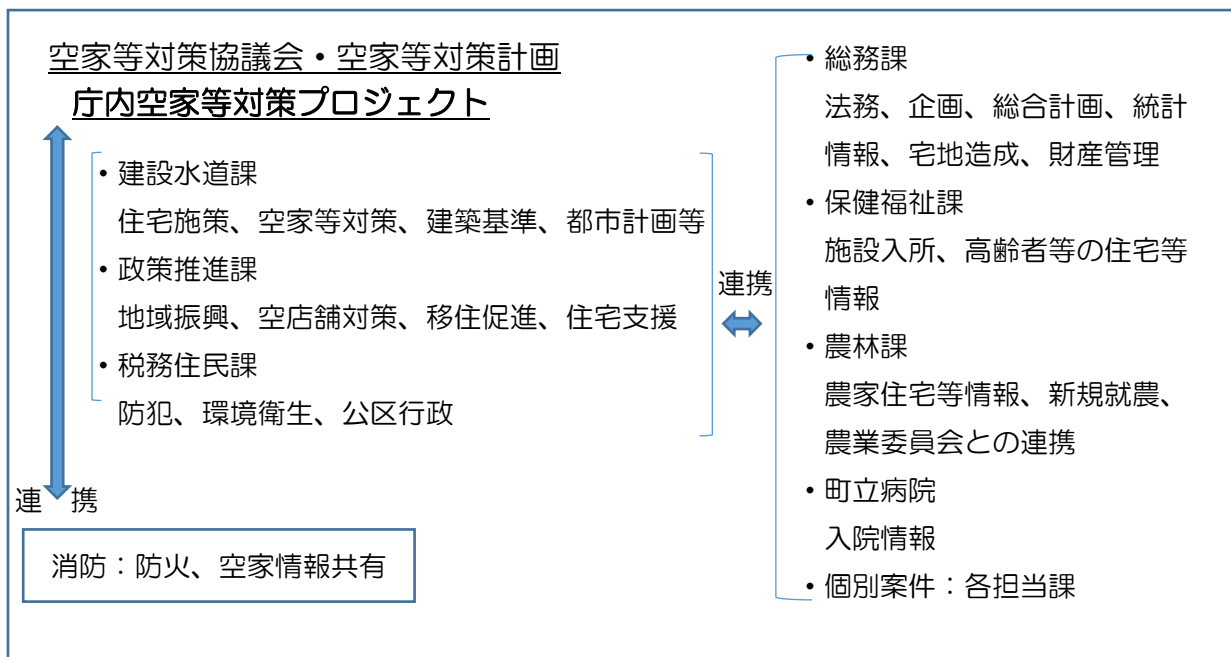 空家等対策協議会・空家等対策計画
庁内空家等対策プロジェクト
・建設水道課
住宅施策、空家等対策、建築基準、都市計画等
・政策推進課
地域振興、空店舗対策、移住促進、住宅支援
・税務住民課
防犯、環境衛生、公区行政
連携
・総務課
法務、企画、総合計画、統計
情報、宅地造成、財産管理
・保健福祉課
施設入所、高齢者等の住宅等
情報
・農林課
農家住宅等情報、新規就農、
農業委員会との連携
・町立病院
入院情報
・個別案件：各担当課
連携
消防：防火、空家情報共有